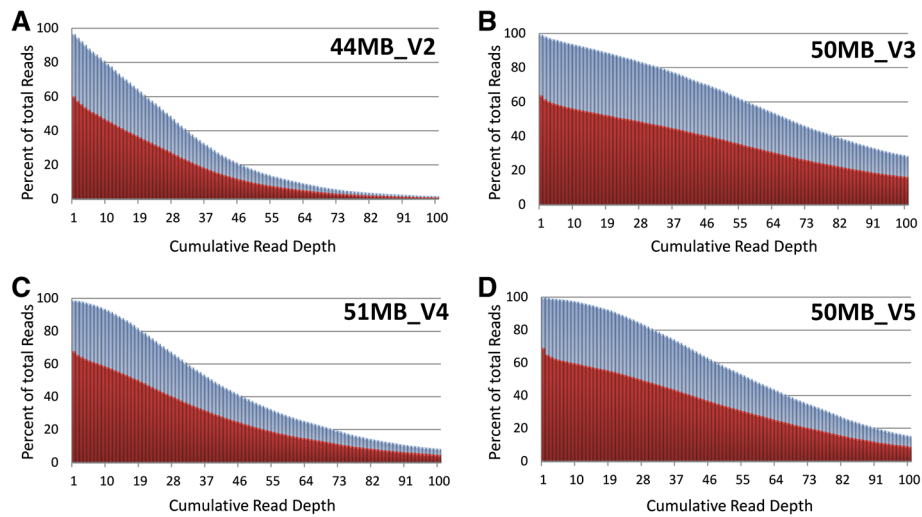 A
44MB_V2
Percent of total Reads
100
80
60
40
20
0
1 10 19 28 37 46 55 64 73 82 91 100
Cumulative Read Depth
B
50MB_V3
Percent of total Reads
100
80
60
40
20
0
1 10 19 28 37 46 55 64 73 82 91 100
Cumulative Read Depth
C
51MB_V4
Percent of total Reads
100
80
60
40
20
0
1 10 19 28 37 46 55 64 73 82 91 100
Cumulative Read Depth
D
50MB_V5
Percent of total Reads
100
80
60
40
20
0
1 10 19 28 37 46 55 64 73 82 91 100
Cumulative Read Depth